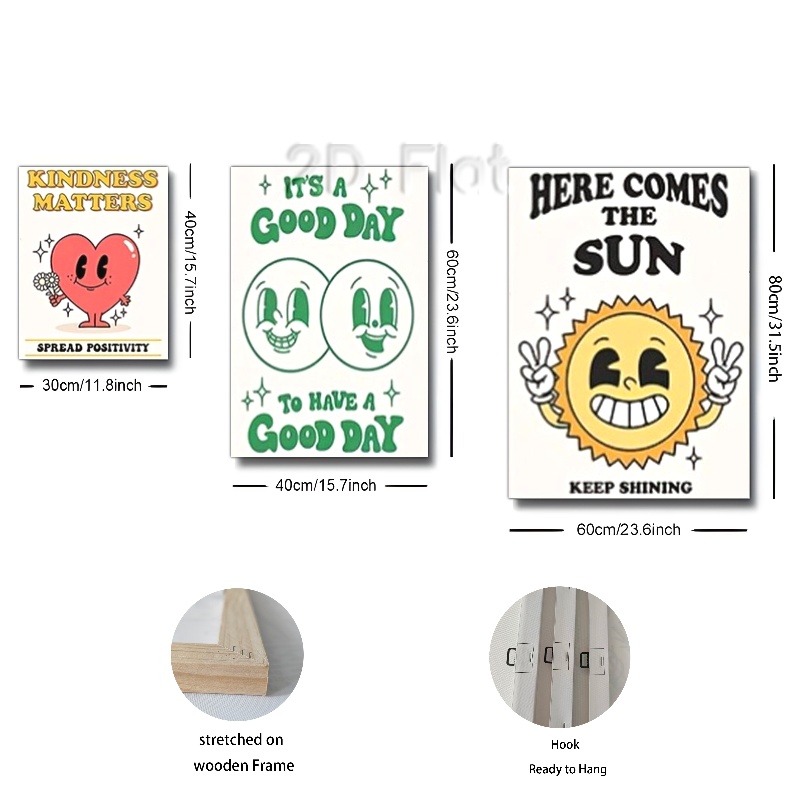 2D Flat
KINDNESS
MATTERS
SPREAD POSITIVITY
40cm/15.7inch
30cm/11.8inch
IT'S A
GOOD DAY
TO HAVE A
GOOD DAY
60cm/23.6inch
40cm/15.7inch
HERE COMES
THE
SUN
KEEP SHINING
80cm/31.5inch
60cm/23.6inch
stretched on
wooden Frame
Hook
Ready to Hang